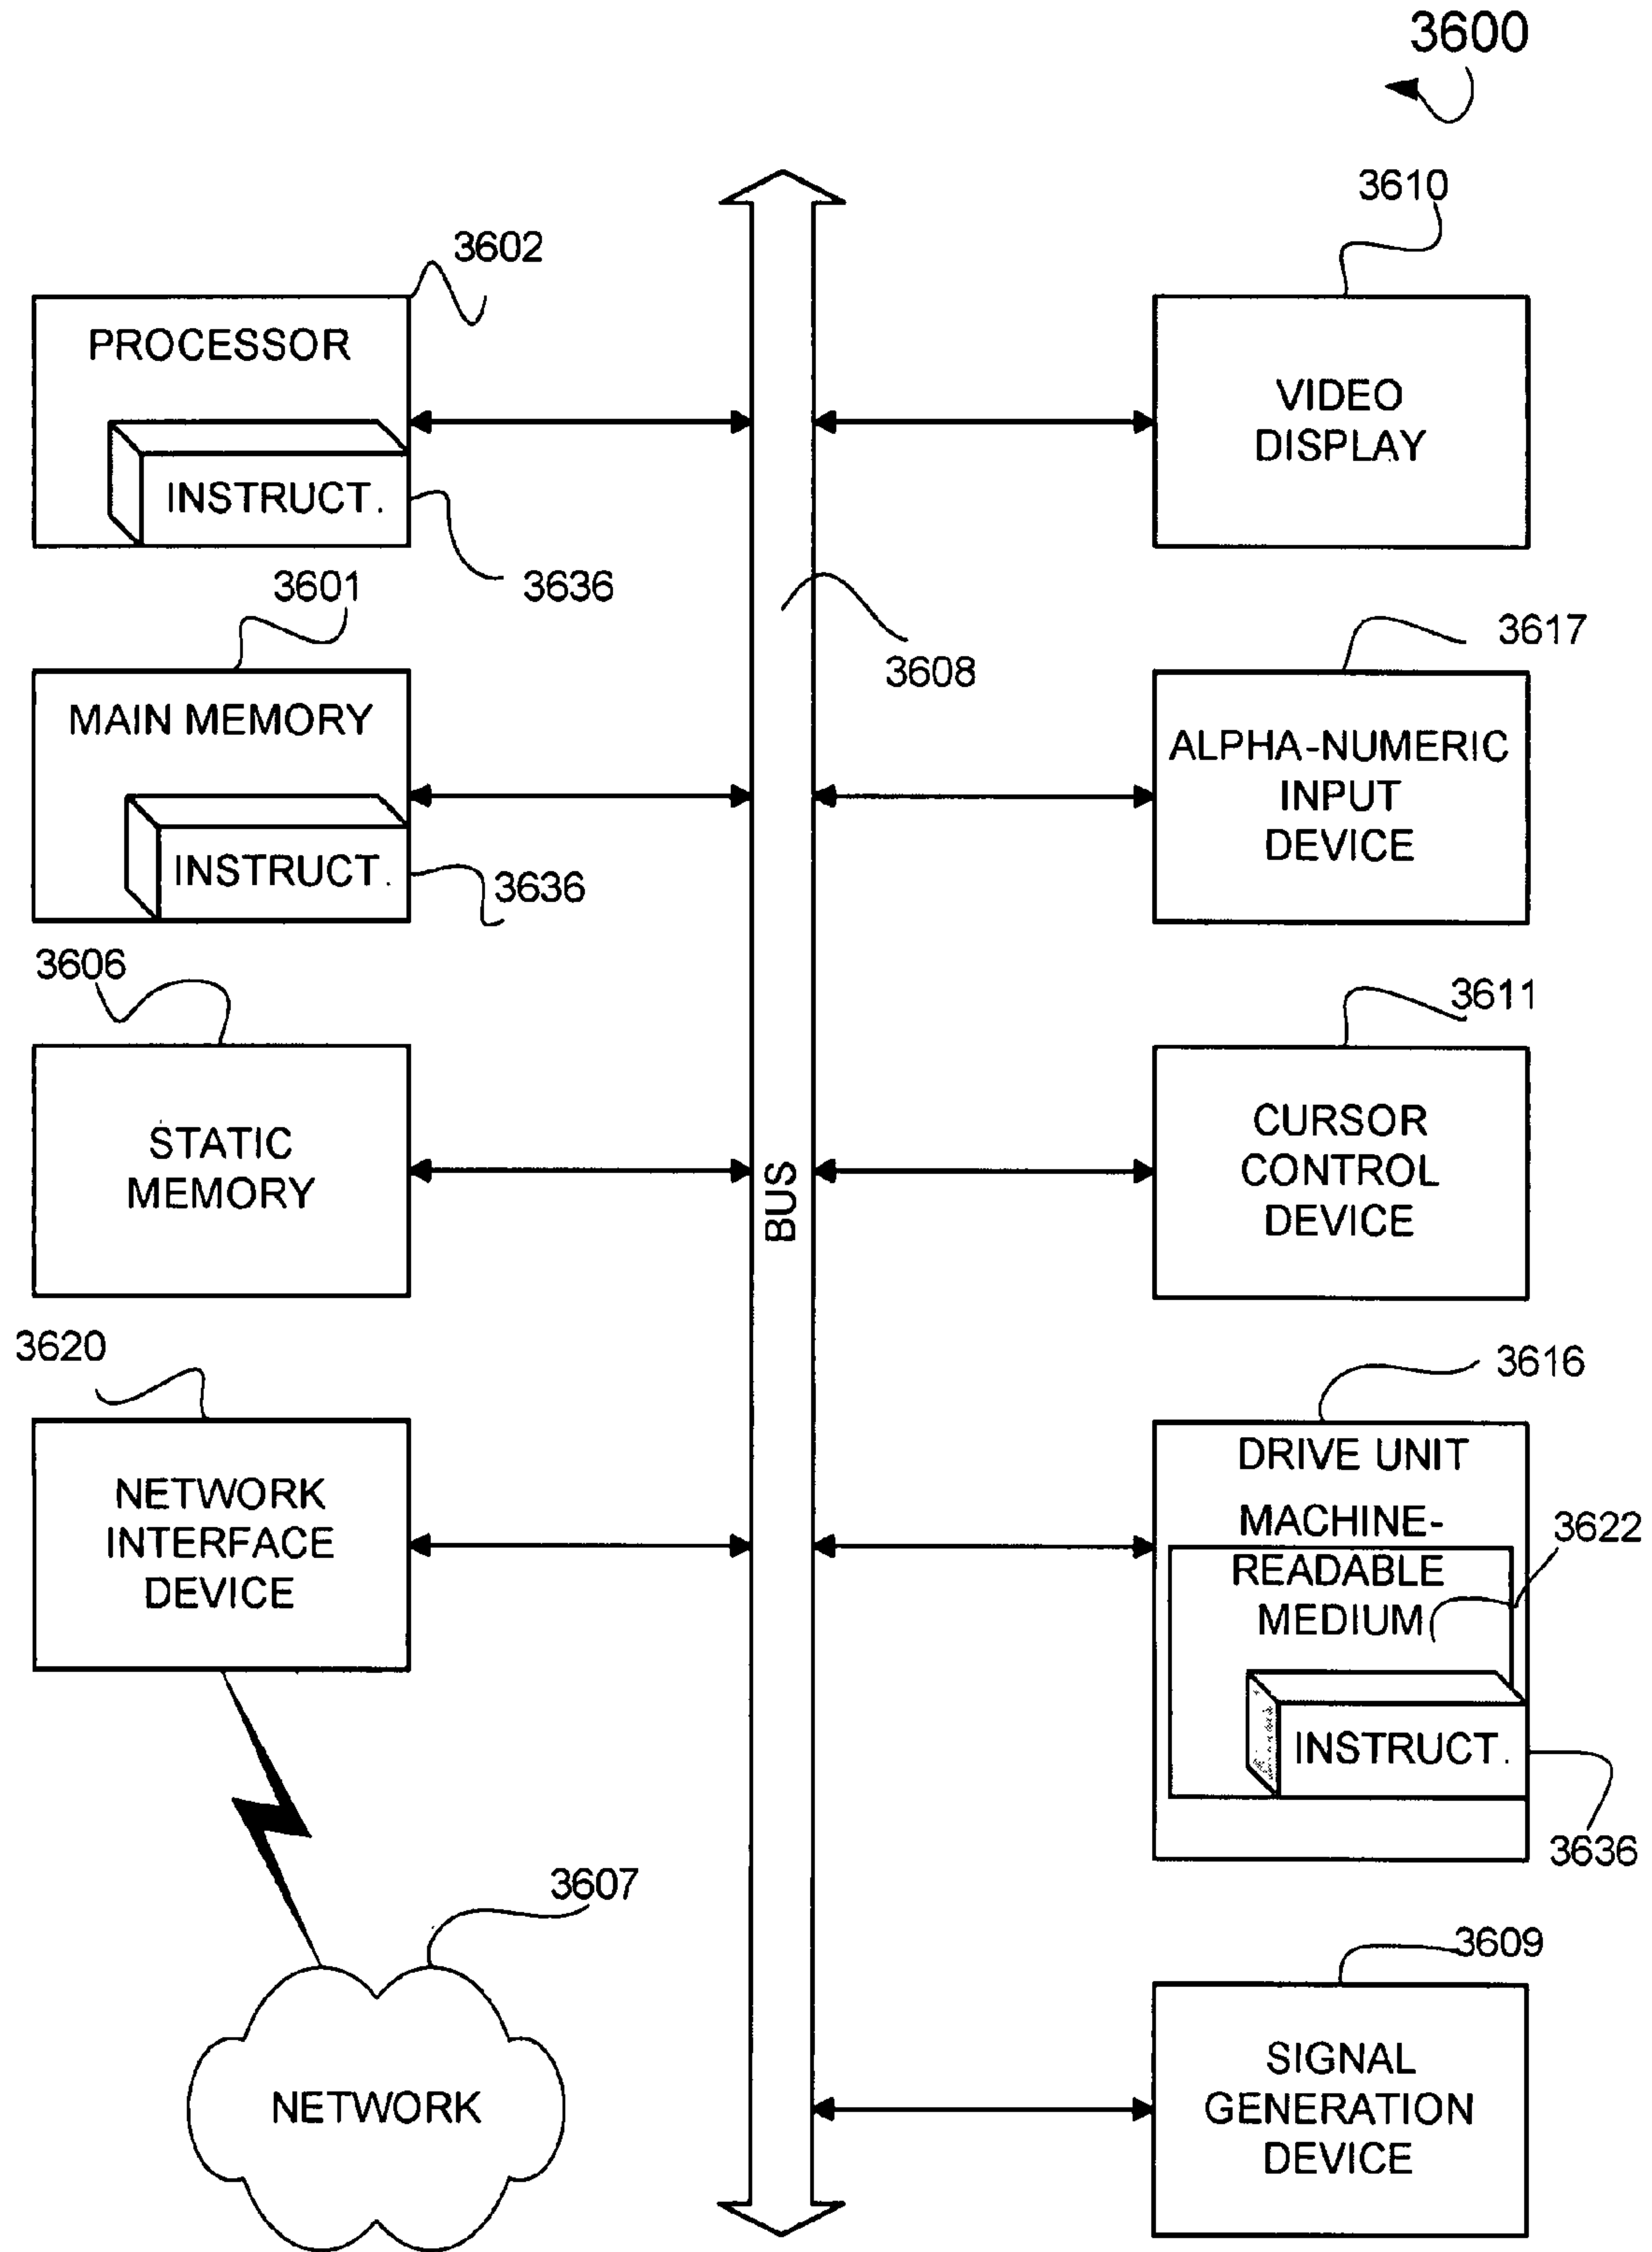 3600
3602
PROCESSOR
INSTRUCT.
3636
3601
MAIN MEMORY
INSTRUCT.
3636
3606
STATIC
MEMORY
3620
NETWORK
INTERFACE
DEVICE
3607
NETWORK
3608
BUS
3610
VIDEO
DISPLAY
3617
ALPHA-NUMERIC
INPUT
DEVICE
3611
CURSOR
CONTROL
DEVICE
3616
DRIVE UNIT
MACHINE-
READABLE
MEDIUM
3622
INSTRUCT.
3636
3609
SIGNAL
GENERATION
DEVICE